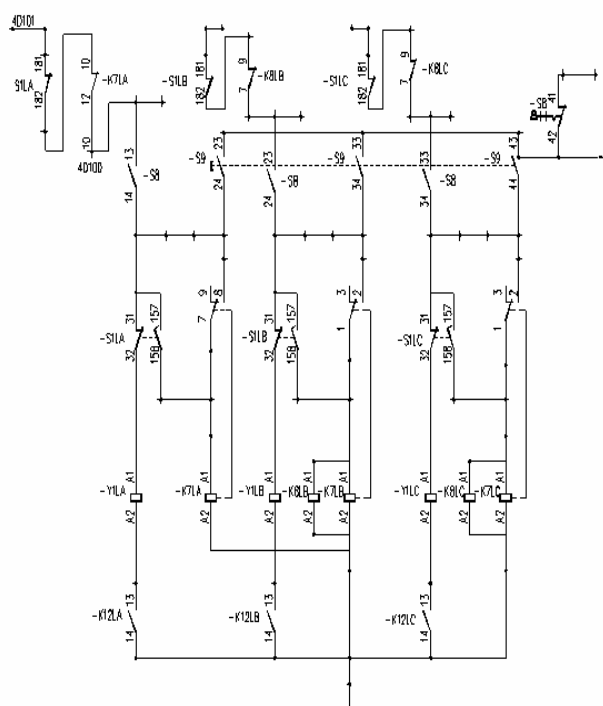 4D101
181
-S1LA
182
10
-K7LA
12
10
4D100
-S1LB
181
182
9
-K8LB
7
-S1LC
181
182
9
-K6LC
7
-S8
41
42
13
-S8
14
23
-S9
24
23
-S8
24
33
-S9
34
33
-S8
34
43
-S9
44
31
157
-S1LA
32
158
9
8
7
31
157
-S1LB
32
158
3
2
1
31
157
-S1LC
32
158
3
2
1
A1
-Y1LA
A2
A1
-K7LA
A2
A1
-Y1LB
A2
A1
-K6LB
A2
A1
-K7LB
A2
A1
-Y1LC
A2
A1
A2
A1
-K7LC
A2
13
-K12LA
14
13
-K12LB
14
13
-K12LC
14